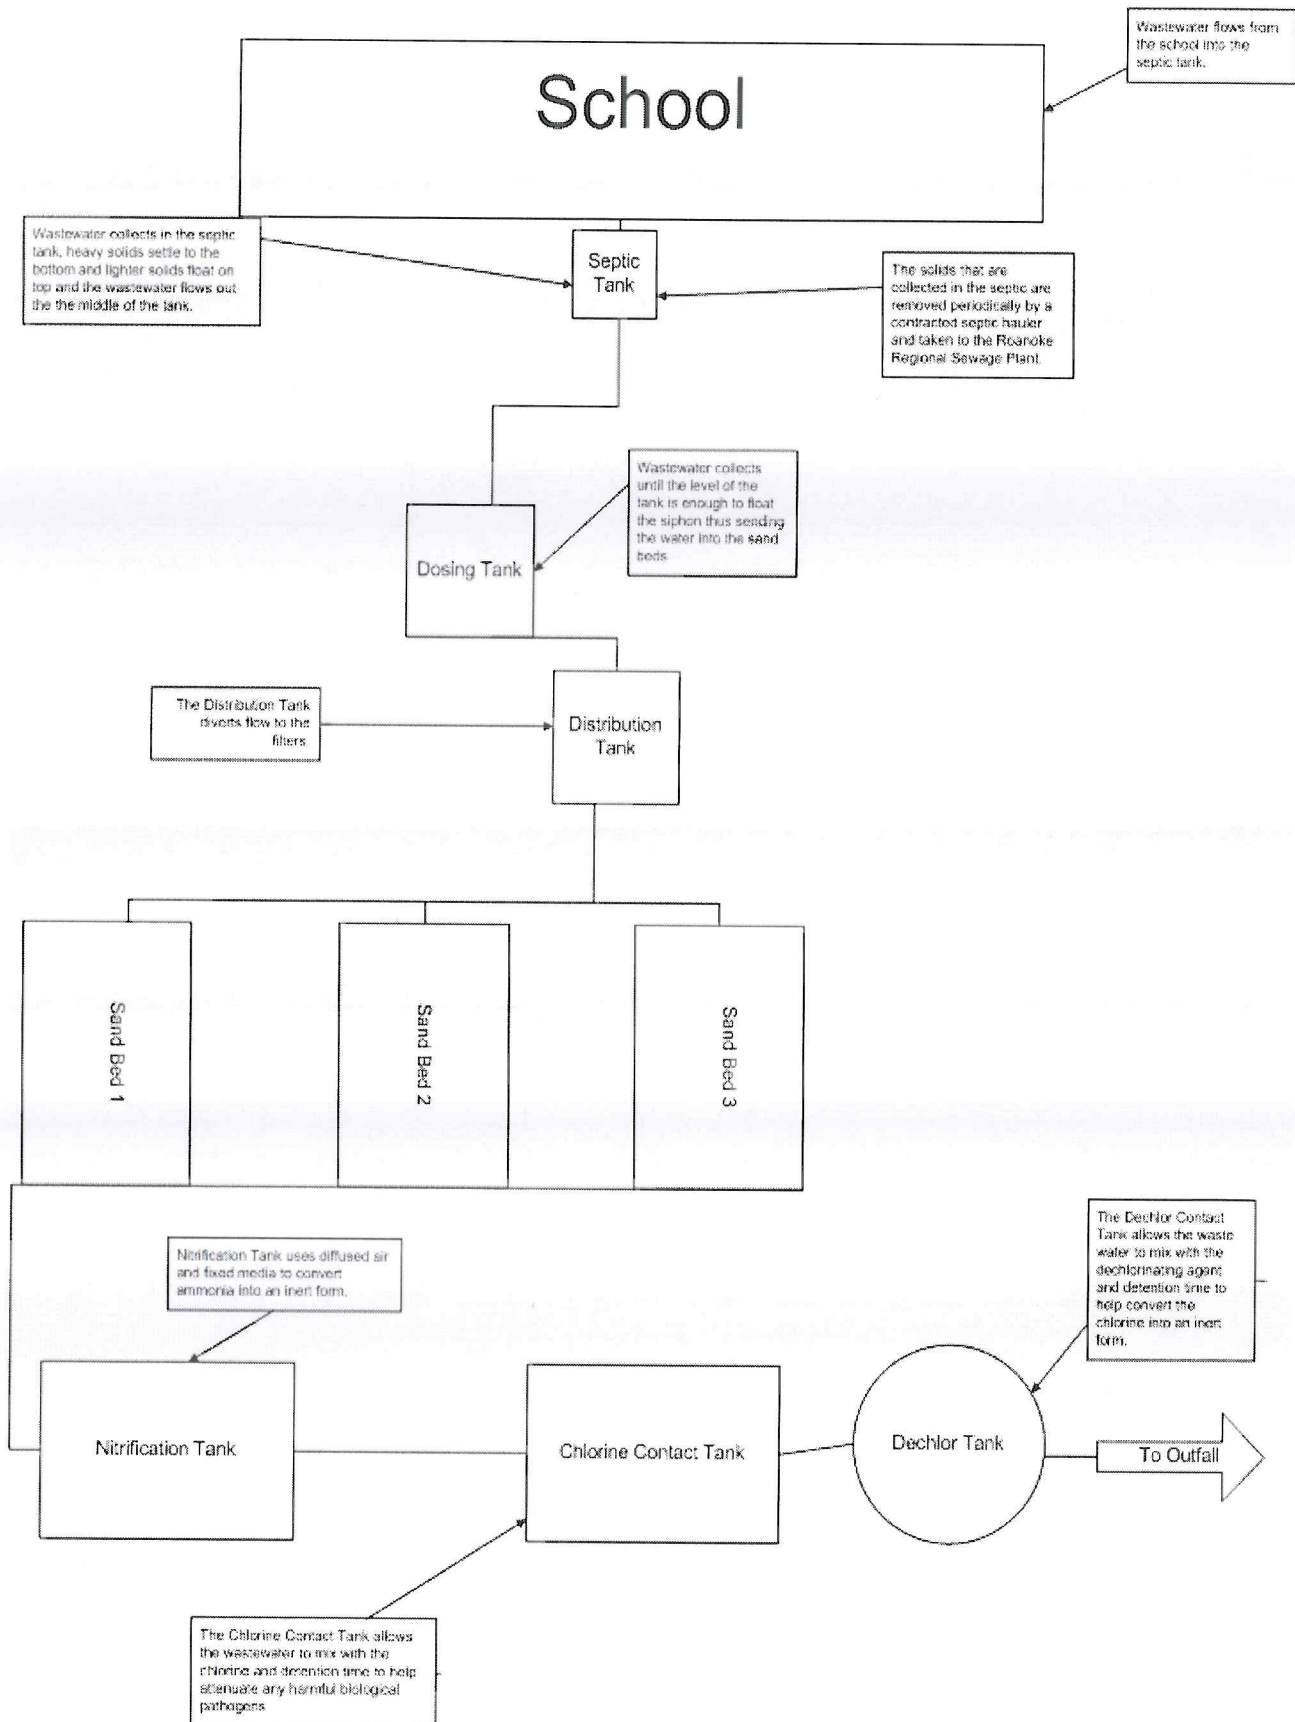 Wastewater flows from
the school into the
septic tank.
School
Wastewater collects in the septic
tank, heavy solids settle to the
bottom and lighter solids float on
top and the wastewater flows out
the the middle of the tank.
Septic
Tank
The solids that are
collected in the septic are
removed periodically by a
contracted septic hauler
and taken to the Roanoke
Regional Sewage Plant.
Wastewater collects
until the level of the
tank is enough to float
the siphon thus sending
the water into the sand
beds.
Dosing Tank
The Distribution Tank
diverts flow to the
filters.
Distribution
Tank
Sand Bed 1
Sand Bed 2
Sand Bed 3
The Dechlor Contact
Tank allows the waste
water to mix with the
dechlorinating agent
and detention time to
help convert the
chlorine into an inert
form.
Nitrification Tank uses diffused air
and fixed media to convert
ammonia into an inert form.
Nitrification Tank
Chlorine Contact Tank
Dechlor Tank
To Outfall
The Chlorine Contact Tank allows
the wastewater to mix with the
chlorine and detention time to help
attenuate any harmful biological
pathogens